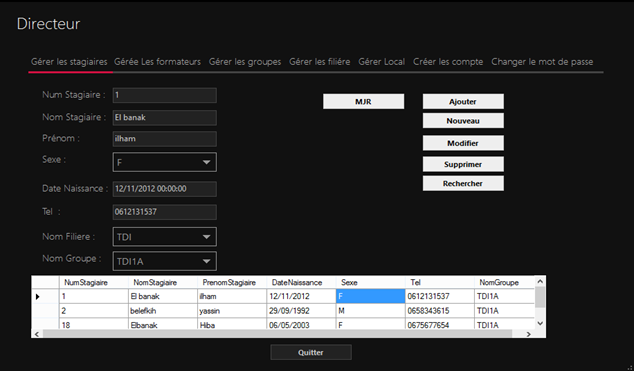 Directeur
Gérer les stagiaires Gérée Les formateurs Gérer les groupes Gérer les filière Gérer Local Créer les compte Changer le mot de passe
Num Stagiaire : 1 MJR Ajouter
Nom Stagiaire : El banak Nouveau
Prénom : ilham Modifier
Sexe : F Supprimer
Date Naissance : 12/11/2012 00:00:00 Rechercher
Tel : 0612131537
Nom Filiere : TDI
Nom Groupe : TDI1A
NumStagiaire NomStagiaire PrenomStagiaire DateNaissance Sexe Tel NomGroupe
1 El banak ilham 12/11/2012 F 0612131537 TDI1A
2 belefkih yassin 29/09/1992 M 0658343615 TDI1A
18 Elbanak Hiba 06/05/2003 F 0675677654 TDI1A
Quitter